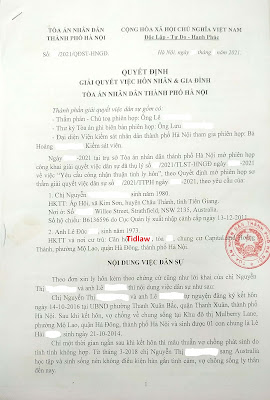 TÒA ÁN NHÂN DÂN
THÀNH PHỐ HÀ NỘI
CỘNG HÒA XÃ HỘI CHỦ NGHĨA VIỆT NAM
Độc Lập - Tự Do - Hạnh Phúc
Số /2021/QĐST-HNGĐ.
Hà Nội, ngày tháng năm 2021.
QUYẾT ĐỊNH
GIẢI QUYẾT VIỆC HÔN NHÂN & GIA ĐÌNH
TÒA ÁN NHÂN DÂN THÀNH PHỐ HÀ NỘI
Thành phần giải quyết việc dân sự gồm có:
- Thẩm phán - Chủ tọa phiên họp: Ông Lê
- Thư ký Tòa án ghi biên bản phiên họp: Ông Lưu
- Đại diện Viện kiểm sát nhân dân thành phố Hà Nội tham gia phiên họp: Bà
Hoàng Kiểm sát viên.
Ngày -2021 tại trụ sở Tòa án nhân dân thành phố Hà Nội mở phiên họp
công khai giải quyết việc dân sự đã thụ lý số /2021/TLST-HNGĐ ngày -2021
về việc "Yêu cầu công nhận thuận tình ly hôn", theo Quyết định mở phiên họp sơ
thẩm giải quyết việc dân sự /2021/TTPH ngày -2021, theo yêu cầu của:
1. Chị Nguyễn sinh năm 1980
HKTT: Ấp Hội, xã Kim Sơn, huyện Châu Thành, tỉnh Tiền Giang.
Nơi ở: Số Street, Strathfield, NSW 2135, Australia.
Số hộ chiếu: do Cục Quản lý xuất nhập cảnh cấp ngày
2. Anh Lê Đô , sinh năm 1973.
HKTT và nơi cư trú: Căn hộ Tidlaw. , tòa , chung cư Capital
Thành, phường Mộ Lao, quận Hà Đông, thành phố Hà Nội.
NỘI DUNG VIỆC DÂN SỰ
Theo đơn xin ly hôn kèm theo chứng cứ cũng như lời khai của chị Nguyễn
Thị và anh Lê thì nội dung việc dân sự như sau:
Chị Nguyễn Thị và anh Lê tự nguyện đăng ký kết hôn
ngày 14-10-2016 tại UBND phường Thanh Xuân Bắc, quận Thanh Xuân, thành phố
Hà Nội. Sau khi kết hôn, vợ chồng về chung sống tại Khu đô thị Mulberry Lane,
phường Mộ Lao, quận Hà Đông, thành phố Hà Nội và sinh được 01 con chung là Lê
Hải sinh ngày 21-10-2014.
Chỉ một thời gian ngắn sau khi kết hôn thì mâu thuẫn vợ chồng phát sinh do
tính tình không hợp. Từ tháng 3-2018 chị Nguyễn Thị sang Australia
học tập và sinh sống nên không điều kiện hàn gắn tình cảm, vợ chồng sống ly thân
đến nay.